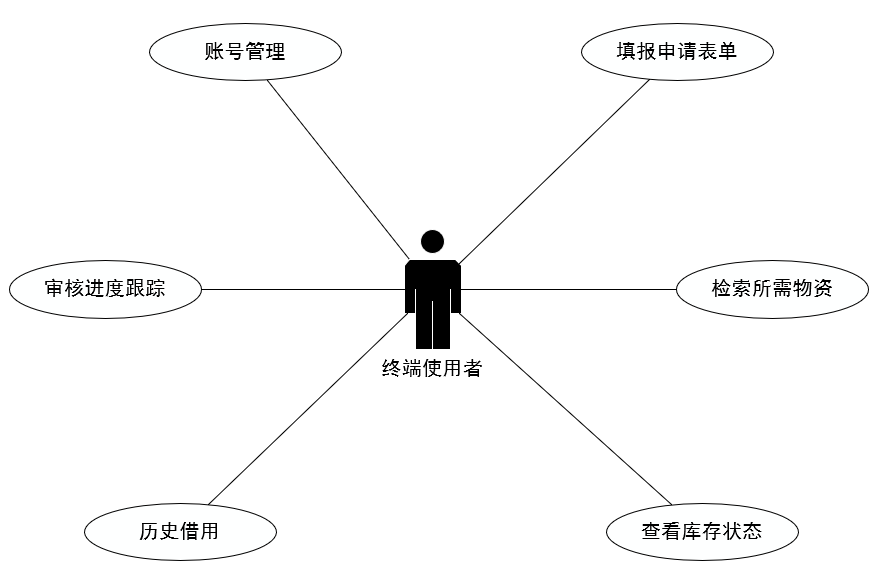 账号管理
填报申请表单
审核进度跟踪
检索所需物资
终端使用者
历史借用
查看库存状态